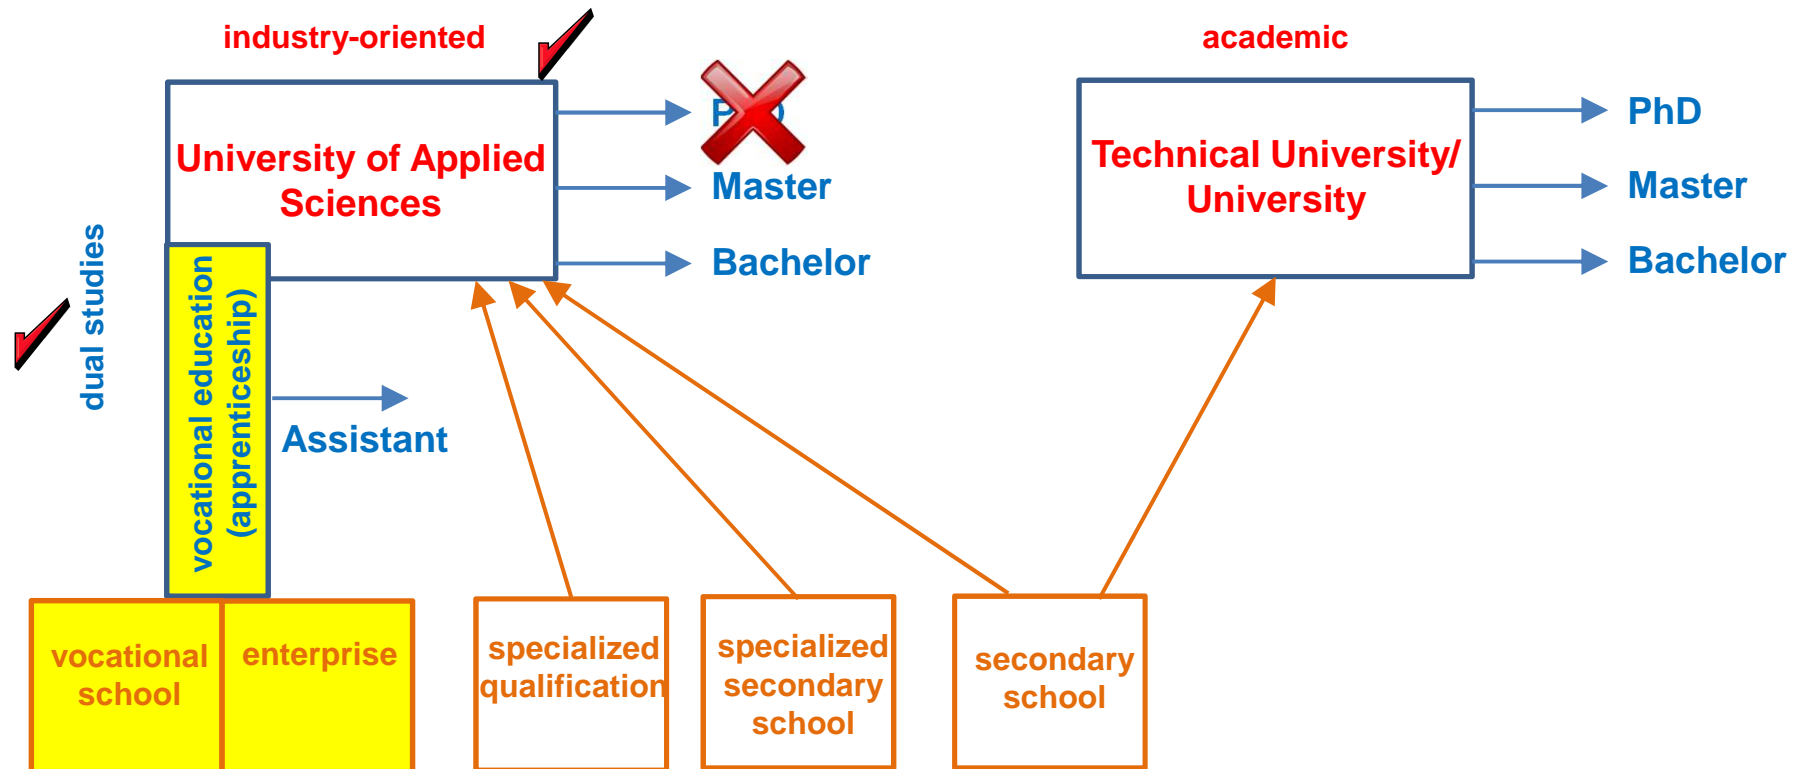 industry-oriented
academic
University of Applied
Sciences
Master
Bachelor
Technical University/
University
PhD
Master
Bachelor
dual studies
vocational education
(apprenticeship)
Assistant
vocational
school
enterprise
specialized
qualification
specialized
secondary
school
secondary
school